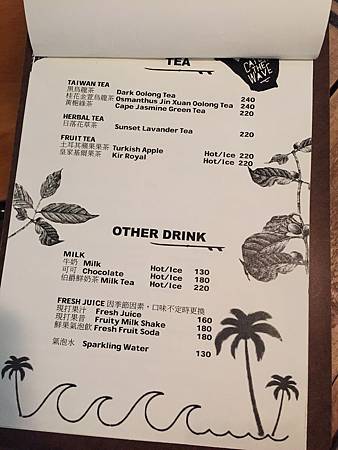 TEA
CATCH THE WAVE
TAIWAN TEA
黑烏龍茶 Dark Oolong Tea 240
桂花金萱烏龍茶 Osmanthus Jin Xuan Oolong Tea 240
黃梔綠茶 Cape Jasmine Green Tea 220
HERBAL TEA
日落花草茶 Sunset Lavander Tea 220
FRUIT TEA
土耳其蘋果果茶 Turkish Apple Hot/Ice 220
皇家基爾果茶 Kir Royal Hot/Ice 220
OTHER DRINK
MILK
牛奶 Milk Hot/Ice 130
可可 Chocolate Hot/Ice 180
伯爵鮮奶茶 Milk Tea Hot/Ice 220
FRESH JUICE 因季節因素，口味不定時更換
現打果汁 Fresh Juice 160
現打果昔 Fruity Milk Shake 180
鮮果氣泡飲 Fresh Fruit Soda 180
氣泡水 Sparkling Water 130